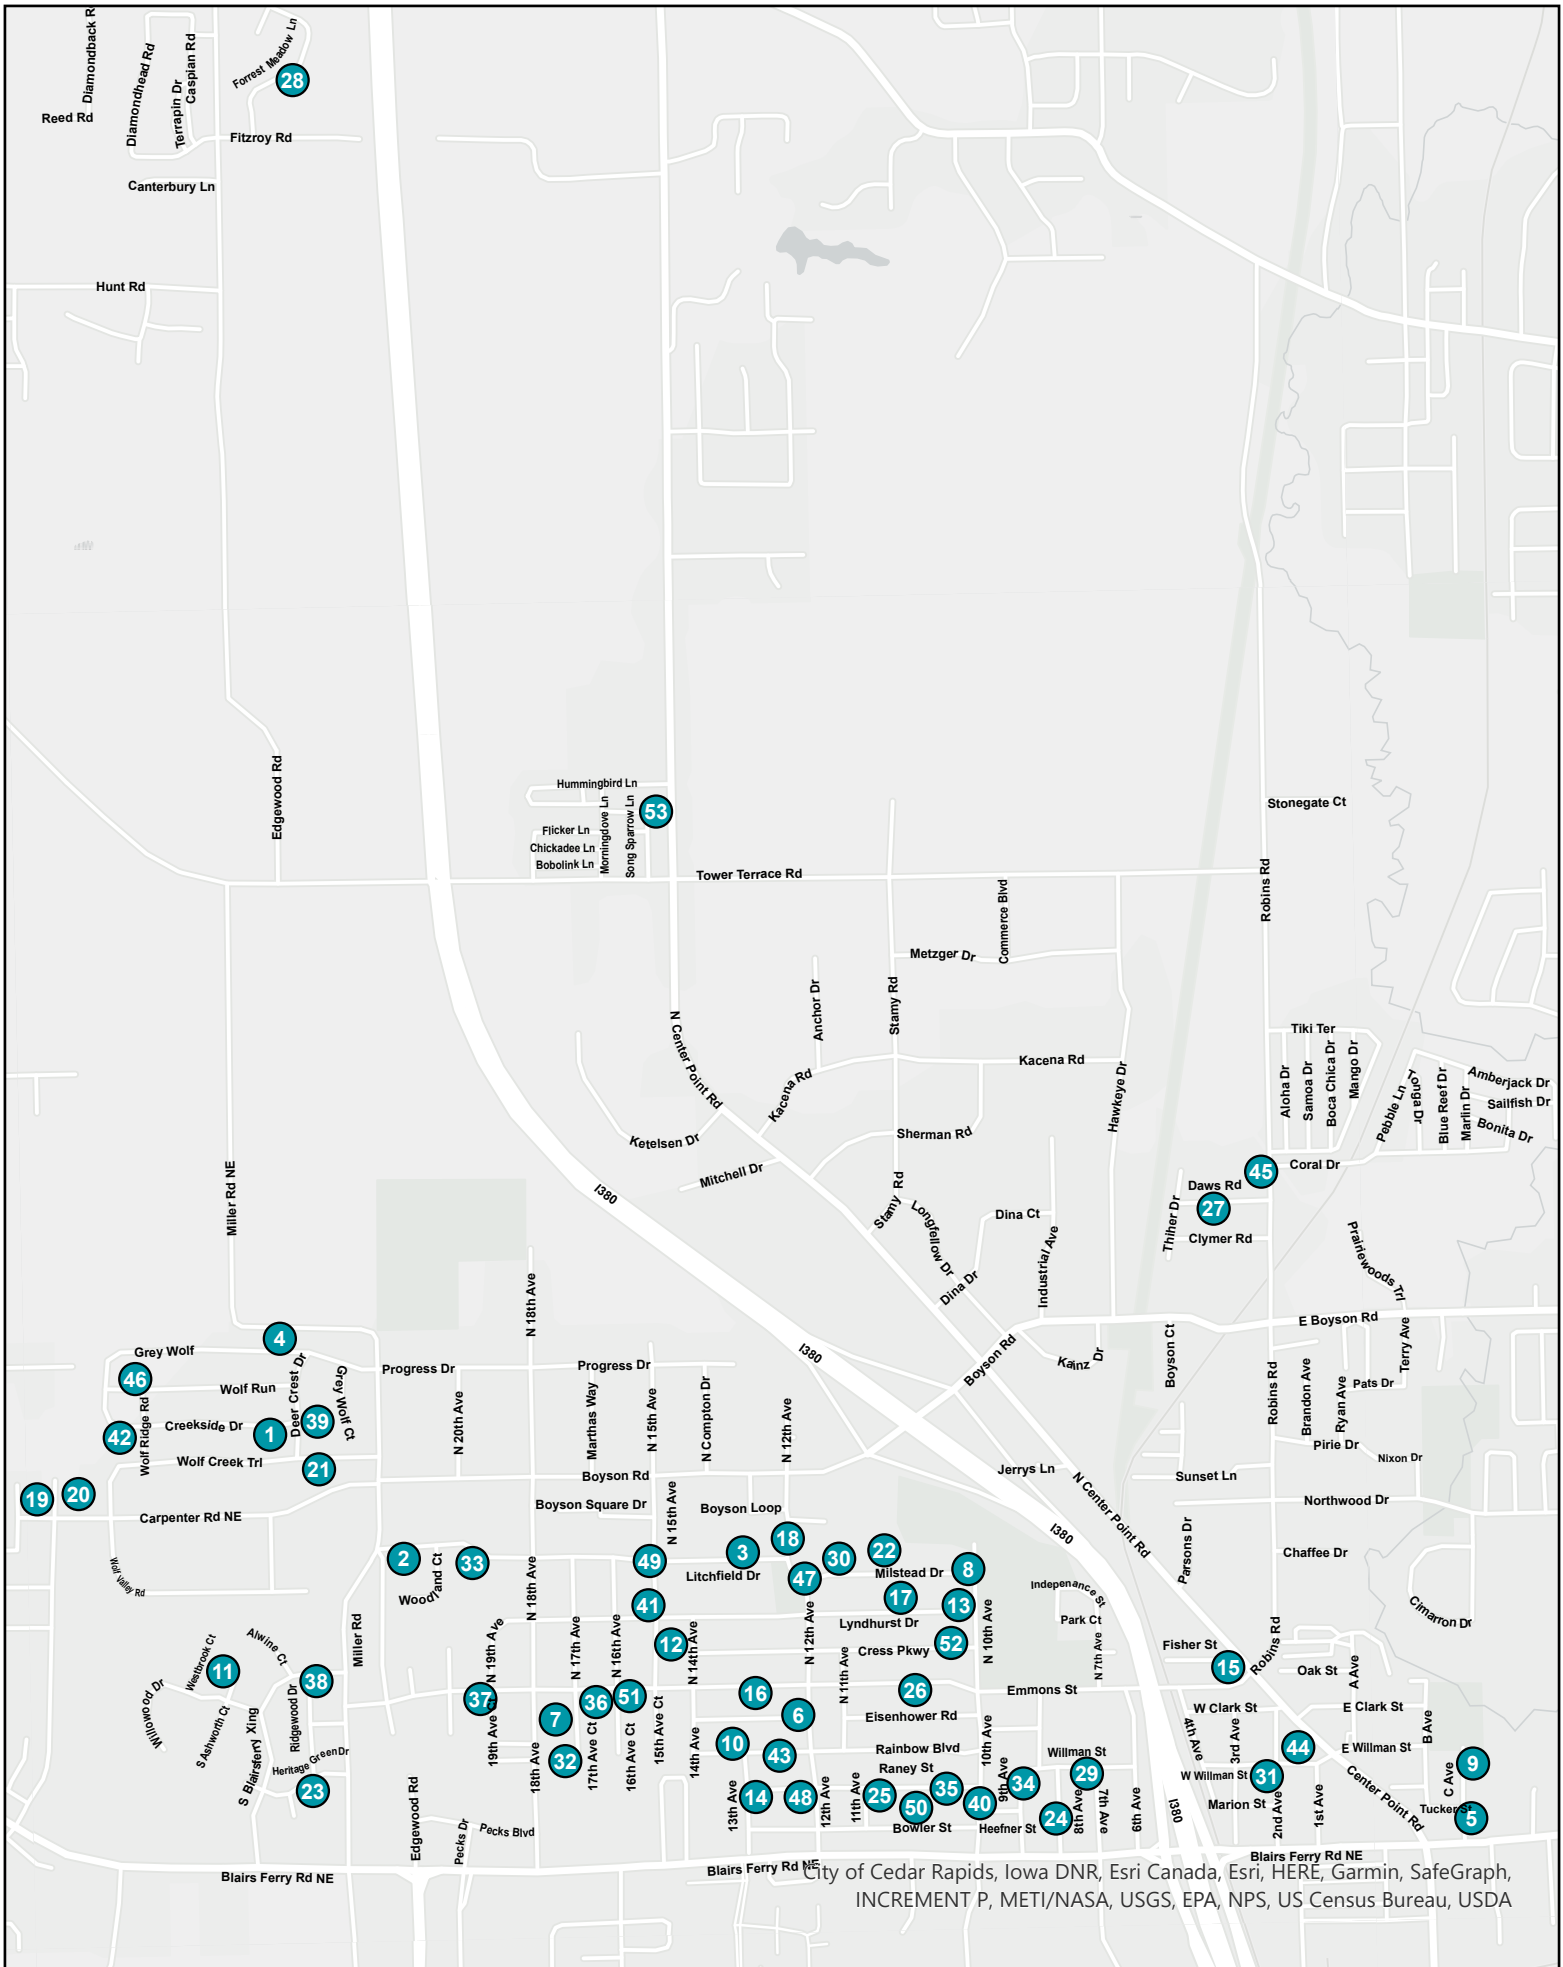 Diamondback R
Diamondhead Rd
Terrapin Dr
Caspian Rd
Forrest Meadow Ln
28
Reed Rd
Fitzroy Rd
Canterbury Ln
Hunt Rd
Edgewood Rd
Hummingbird Ln
Morningdove Ln
Song Sparrow Ln
53
Flicker Ln
Chickadee Ln
Bobolink Ln
Stonegate Ct
Tower Terrace Rd
Robins Rd
Commerce Blvd
Metzger Dr
Anchor Dr
Stamy Rd
N Center Point Rd
Kacena Rd
Kacena Rd
Hawkeye Dr
Tiki Ter
Aloha Dr
Samoa Dr
Boca Chica Dr
Mango Dr
Pebble Ln
Tonga Dr
Blue Reef Dr
Marlin Dr
Amberjack Dr
Sailfish Dr
Bonita Dr
Ketelsen Dr
Sherman Rd
Mitchell Dr
Coral Dr
45
Daws Rd
27
Thiher Dr
Clymer Rd
Miller Rd NE
I380
Stamy Rd
Longfellow Dr
Dina Ct
Dina Dr
Industrial Ave
Prairiewoods Trl
N 18th Ave
E Boyson Rd
4
Grey Wolf
46
Wolf Run
Deer Crest Dr
Grey Wolf Ct
Progress Dr
Progress Dr
I380
Boyson Rd
Kainz Dr
Boyson Ct
Terry Ave
Pats Dr
Robins Rd
Brandon Ave
Ryan Ave
Pirie Dr
Nixon Dr
42
Wolf Ridge Rd
Creekside Dr
1
39
Wolf Creek Trl
21
N 20th Ave
Marthas Way
N 15th Ave
N Compton Dr
N 12th Ave
Boyson Rd
Jerrys Ln
N Center Point Rd
Sunset Ln
Northwood Dr
19
20
Carpenter Rd NE
Boyson Square Dr
N 15th Ave
Boyson Loop
I380
Parsons Dr
Chaffee Dr
Wolf Valley Rd
2
Woodland Ct
33
N 18th Ave
49
3
Litchfield Dr
18
47
30
22
Milstead Dr
8
17
13
Indepenance St
Park Ct
Cimarron Dr
41
Lyndhurst Dr
Miller Rd
N 19th Ave
N 17th Ave
N 16th Ave
12
N 14th Ave
N 12th Ave
Cress Pkwy
52
N 10th Ave
N 7th Ave
Fisher St
15
Robins Rd
Oak St
A Ave
Alwine Ct
Westbrook Ct
11
38
Willowood Dr
S Ashworth Ct
S Blairsferry Xing
Ridgewood Dr
37
36
51
16
N 11th Ave
26
Emmons St
W Clark St
E Clark St
7
15th Ave Ct
6
Eisenhower Rd
19th Ave Ct
18th Ave
32
17th Ave Ct
16th Ave Ct
14th Ave
10
43
Rainbow Blvd
10th Ave
Willman St
4th Ave
3rd Ave
44
E Willman St
B Ave
Heritage Green Dr
23
Raney St
29
W Willman St
31
9
C Ave
13th Ave
14
48
12th Ave
11th Ave
25
50
35
40
9th Ave
34
24
8th Ave
7th Ave
6th Ave
I380
Marion St
2nd Ave
1st Ave
Center Point Rd
Tucker St
5
Edgewood Rd
Pecks Dr
Pecks Blvd
Bowler St
Heefner St
Blairs Ferry Rd NE
Blairs Ferry Rd NE
Blairs Ferry Rd NE
City of Cedar Rapids, Iowa DNR, Esri Canada, Esri, HERE, Garmin, SafeGraph,
INCREMENT P, METI/NASA, USGS, EPA, NPS, US Census Bureau, USDA